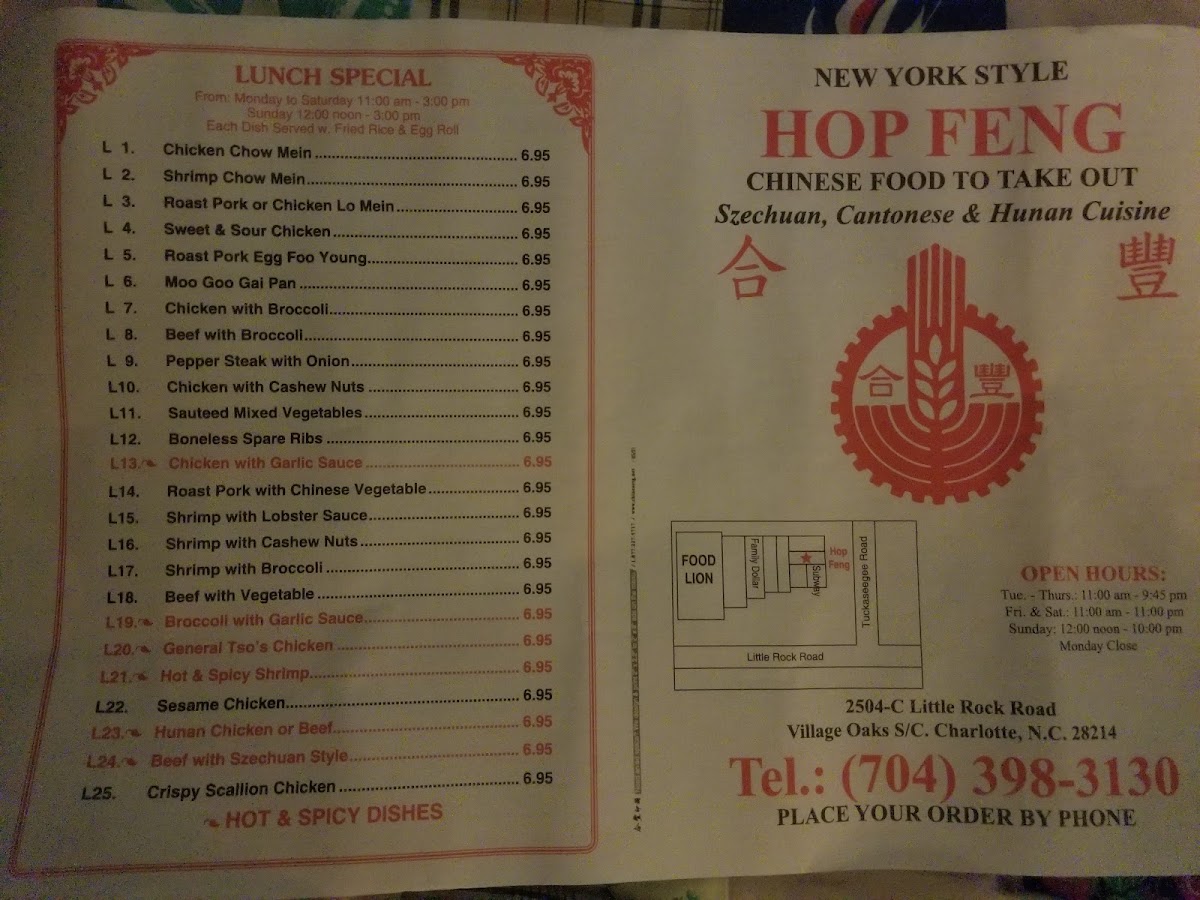 LUNCH SPECIAL
From: Monday to Saturday 11:00 am - 3:00 pm
Sunday 12:00 noon - 3:00 pm
Each Dish Served w. Fried Rice & Egg Roll
L 1. Chicken Chow Mein 6.95
L 2. Shrimp Chow Mein 6.95
L 3. Roast Pork or Chicken Lo Mein 6.95
L 4. Sweet & Sour Chicken 6.95
L 5. Roast Pork Egg Foo Young 6.95
L 6. Moo Goo Gai Pan 6.95
L 7. Chicken with Broccoli 6.95
L 8. Beef with Broccoli 6.95
L 9. Pepper Steak with Onion 6.95
L10. Chicken with Cashew Nuts 6.95
L11. Sauteed Mixed Vegetables 6.95
L12. Boneless Spare Ribs 6.95
L13. Chicken with Garlic Sauce 6.95
L14. Roast Pork with Chinese Vegetable 6.95
L15. Shrimp with Lobster Sauce 6.95
L16. Shrimp with Cashew Nuts 6.95
L17. Shrimp with Broccoli 6.95
L18. Beef with Vegetable 6.95
L19. Broccoli with Garlic Sauce 6.95
L20. General Tso's Chicken 6.95
L21. Hot & Spicy Shrimp 6.95
L22. Sesame Chicken 6.95
L23. Hunan Chicken or Beef 6.95
L24. Beef with Szechuan Style 6.95
L25. Crispy Scallion Chicken 6.95
HOT & SPICY DISHES
NEW YORK STYLE
HOP FENG
CHINESE FOOD TO TAKE OUT
Szechuan, Cantonese & Hunan Cuisine
合 豐
合 豐
FOOD
LION
Family Dollar
Subway
Hop
Feng
Tuckaseegee Road
Little Rock Road
OPEN HOURS:
Tue. - Thurs.: 11:00 am - 9:45 pm
Fri. & Sat.: 11:00 am - 11:00 pm
Sunday: 12:00 noon - 10:00 pm
Monday Close
2504-C Little Rock Road
Village Oaks S/C. Charlotte, N.C. 28214
Tel.: (704) 398-3130
PLACE YOUR ORDER BY PHONE